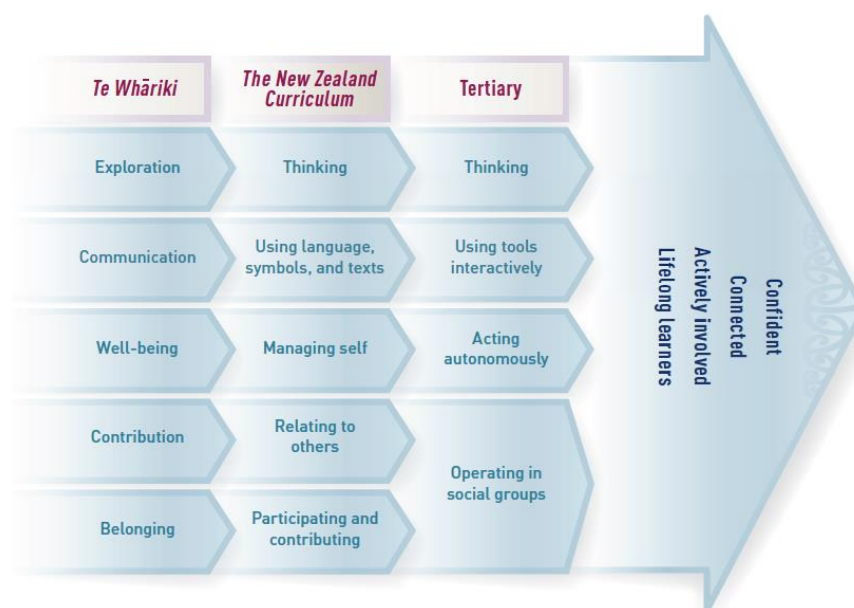 Te Whāriki
The New Zealand
Curriculum
Tertiary
Exploration
Thinking
Thinking
Communication
Using language,
symbols, and texts
Using tools
interactively
Well-being
Managing self
Acting
autonomously
Contribution
Relating to
others
Operating in
social groups
Belonging
Participating and
contributing
Confident
Connected
Actively involved
Lifelong learners